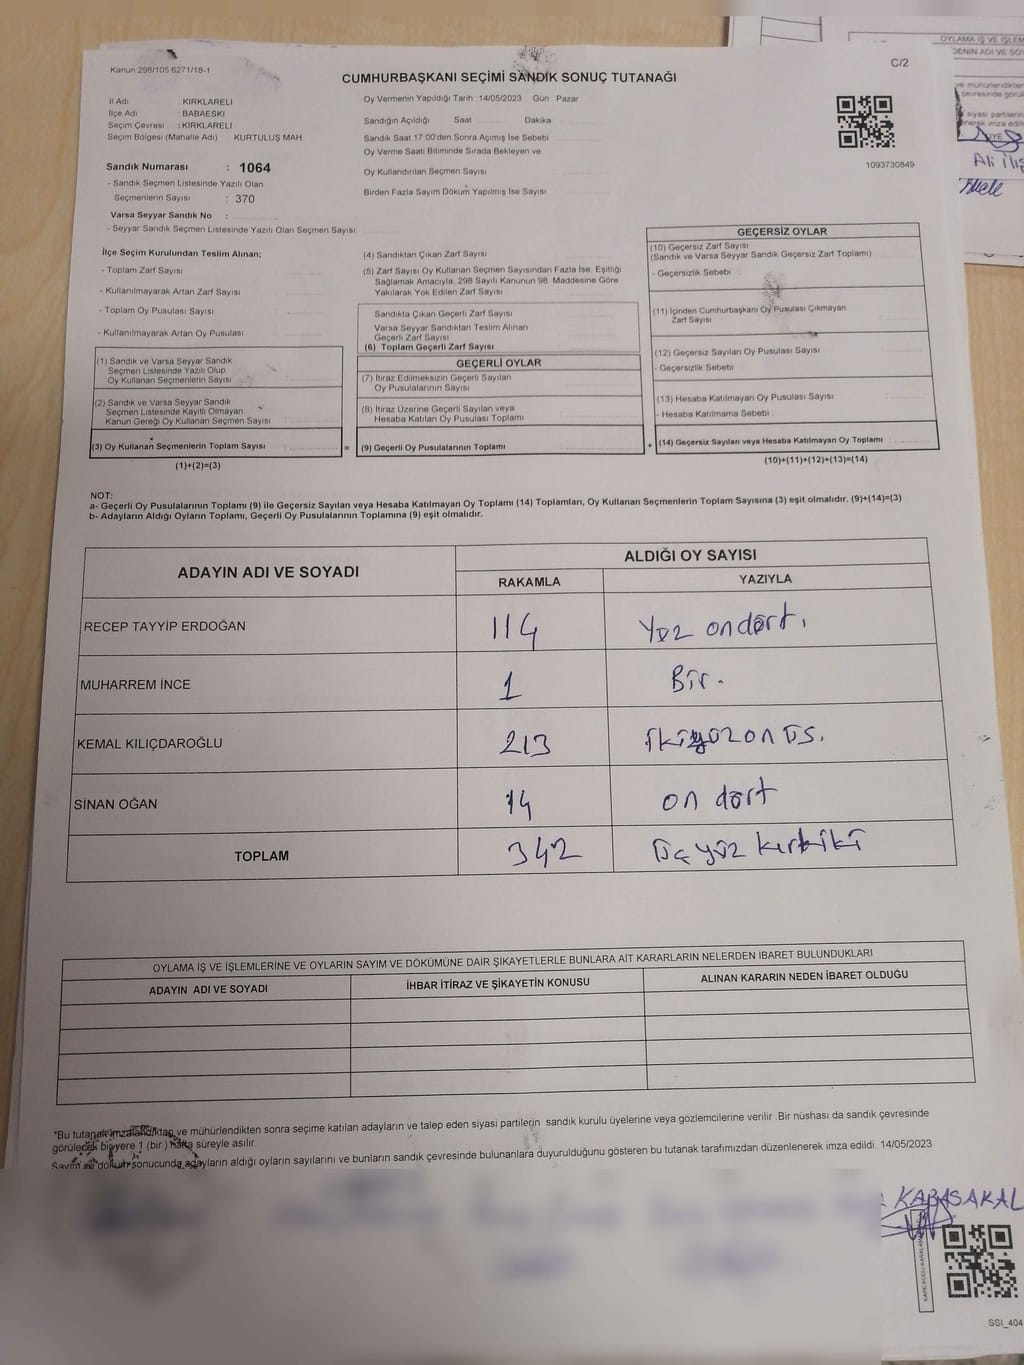 OYLAMA İŞ VE İŞLEM
C/2
Kanun 298/105 6271/18-1
CUMHURBAŞKANI SEÇİMİ SANDIK SONUÇ TUTANAĞI
İl Adı KIRKLARELİ
İlçe Adı : BABAESKİ
Seçim Çevresi : KIRKLARELİ
Seçim Bölgesi (Mahalle Adı) KURTULUŞ MAH
Oy Vermenin Yapıldığı Tarih 14/05/2023 Gün Pazar
Sandığın Açıldığı Saat Dakika
Sandık Saat 17 00'den Sonra Açılmış İse Sebebi
Oy Verme Saati Bitiminde Sırada Bekleyen ve
Oy Kullandırılan Seçmen Sayısı
Birden Fazla Sayım Döküm Yapılmış İse Sayısı
1093730849
Sandık Numarası : 1064
- Sandık Seçmen Listesinde Yazılı Olan
Seçmenlerin Sayısı : 370
Varsa Seyyar Sandık No :
- Seyyar Sandık Seçmen Listesinde Yazılı Olan Seçmen Sayısı
İlçe Seçim Kurulundan Teslim Alınan;
- Toplam Zarf Sayısı
- Kullanılmayarak Artan Zarf Sayısı
- Toplam Oy Pusulası Sayısı
- Kullanılmayarak Artan Oy Pusulası
(1) Sandık ve Varsa Seyyar Sandık
Seçmen Listesinde Yazılı Olup
Oy Kullanan Seçmenlerin Sayısı
(2) Sandık ve Varsa Seyyar Sandık
Seçmen Listesinde Kayıtlı Olmayan
Kanun Gereği Oy Kullanan Seçmen Sayısı
(3) Oy Kullanan Seçmenlerin Toplam Sayısı =
(1)+(2)=(3)
(4) Sandıktan Çıkan Zarf Sayısı
(5) Zarf Sayısı Oy Kullanan Seçmen Sayısından Fazla İse, Eşitliği
Sağlamak Amacıyla, 298 Sayılı Kanunun 98. Maddesine Göre
Yakılarak Yok Edilen Zarf Sayısı
Sandıkta Çıkan Geçerli Zarf Sayısı
Varsa Seyyar Sandıktan Teslim Alınan
Geçerli Zarf Sayısı
(6) Toplam Geçerli Zarf Sayısı
GEÇERLİ OYLAR
(7) İtiraz Edilmeksizin Geçerli Sayılan
Oy Pusulalarının Sayısı
(8) İtiraz Üzerine Geçerli Sayılan veya
Hesaba Katılan Oy Pusulası Toplamı
(9) Geçerli Oy Pusulalarının Toplamı +
GEÇERSİZ OYLAR
(10) Geçersiz Zarf Sayısı
(Sandık ve Varsa Seyyar Sandık Geçersiz Zarf Toplamı)
- Geçersizlik Sebebi :
(11) İçinden Cumhurbaşkanı Oy Pusulası Çıkmayan
Zarf Sayısı
(12) Geçersiz Sayılan Oy Pusulası Sayısı
- Geçersizlik Sebebi
(13) Hesaba Katılmayan Oy Pusulası Sayısı
- Hesaba Katılmama Sebebi :
(14) Geçersiz Sayılan veya Hesaba Katılmayan Oy Toplamı
(10)+(11)+(12)+(13)=(14)
NOT:
a- Geçerli Oy Pusulalarının Toplamı (9) ile Geçersiz Sayılan veya Hesaba Katılmayan Oy Toplamı (14) Toplamları, Oy Kullanan Seçmenlerin Toplam Sayısına (3) eşit olmalıdır. (9)+(14)=(3)
b- Adayların Aldığı Oyların Toplamı, Geçerli Oy Pusulalarının Toplamına (9) eşit olmalıdır.
ADAYIN ADI VE SOYADI ALDIĞI OY SAYISI
RAKAMLA YAZIYLA
RECEP TAYYİP ERDOĞAN 114 Yüz ondört.
MUHARREM İNCE 1 Bir.
KEMAL KILIÇDAROĞLU 213 ikiyüzonüs.
SİNAN OĞAN 14 on dört
TOPLAM 342 üçyüz kırkiki
OYLAMA İŞ VE İŞLEMLERİNE VE OYLARIN SAYIM VE DÖKÜMÜNE DAİR ŞİKAYETLERLE BUNLARA AİT KARARLARIN NELERDEN İBARET BULUNDUKLARI
ADAYIN ADI VE SOYADI İHBAR İTİRAZ VE ŞİKAYETİN KONUSU ALINAN KARARIN NEDEN İBARET OLDUĞU
*Bu tutanak imzalandıktan ve mühürlendikten sonra seçime katılan adayların ve talep eden siyasi partilerin sandık kurulu üyelerine veya gözlemcilerine verilir .Bir nüshası da sandık çevresinde
görülecek bir yere 1 (bir ) hafta süreyle asılır.
Sayım ve döküm sonucunda adayların aldığı oyların sayılarını ve bunların sandık çevresinde bulunanlara duyurulduğunu gösteren bu tutanak tarafımızdan düzenlenerek imza edildi. 14/05/2023
KABASAKAL
SSI_404